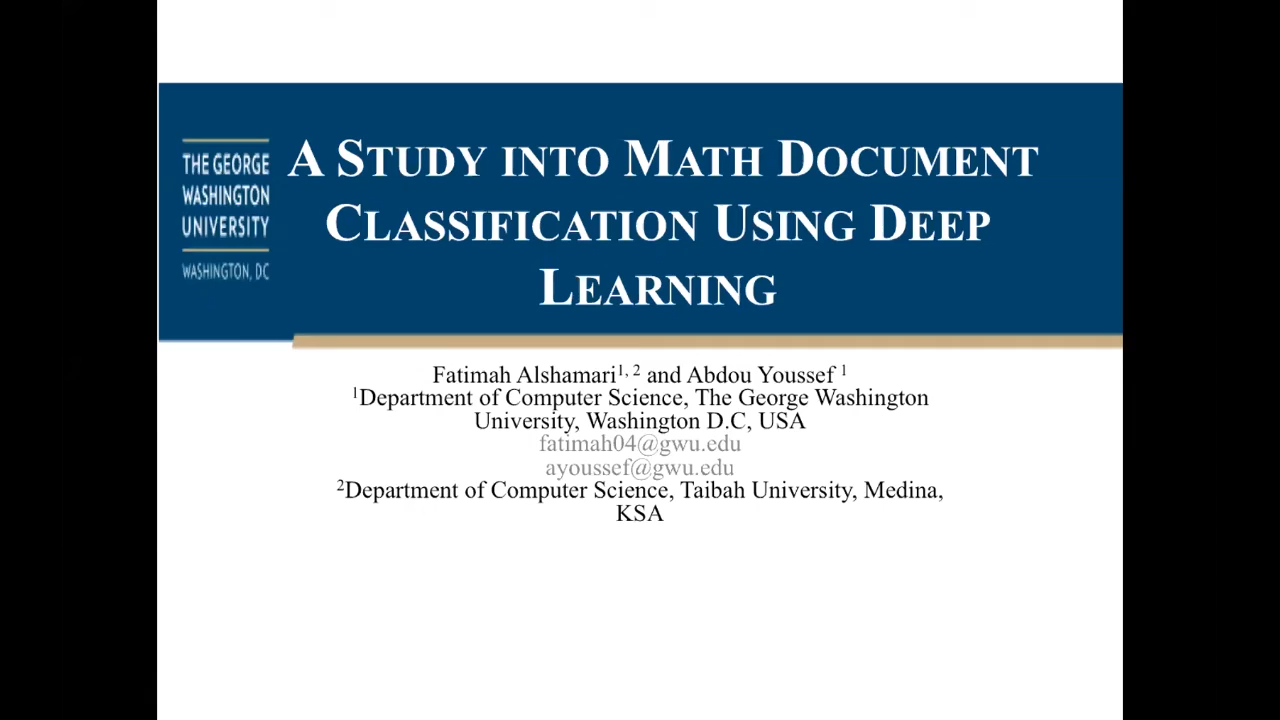 THE GEORGE
WASHINGTON
UNIVERSITY
WASHINGTON, DC
A STUDY INTO MATH DOCUMENT
CLASSIFICATION USING DEEP
LEARNING
Fatimah Alshamari1, 2 and Abdou Youssef 1
1Department of Computer Science, The George Washington
University, Washington D.C, USA
fatimah04@gwu.edu
ayoussef@gwu.edu
2Department of Computer Science, Taibah University, Medina,
KSA